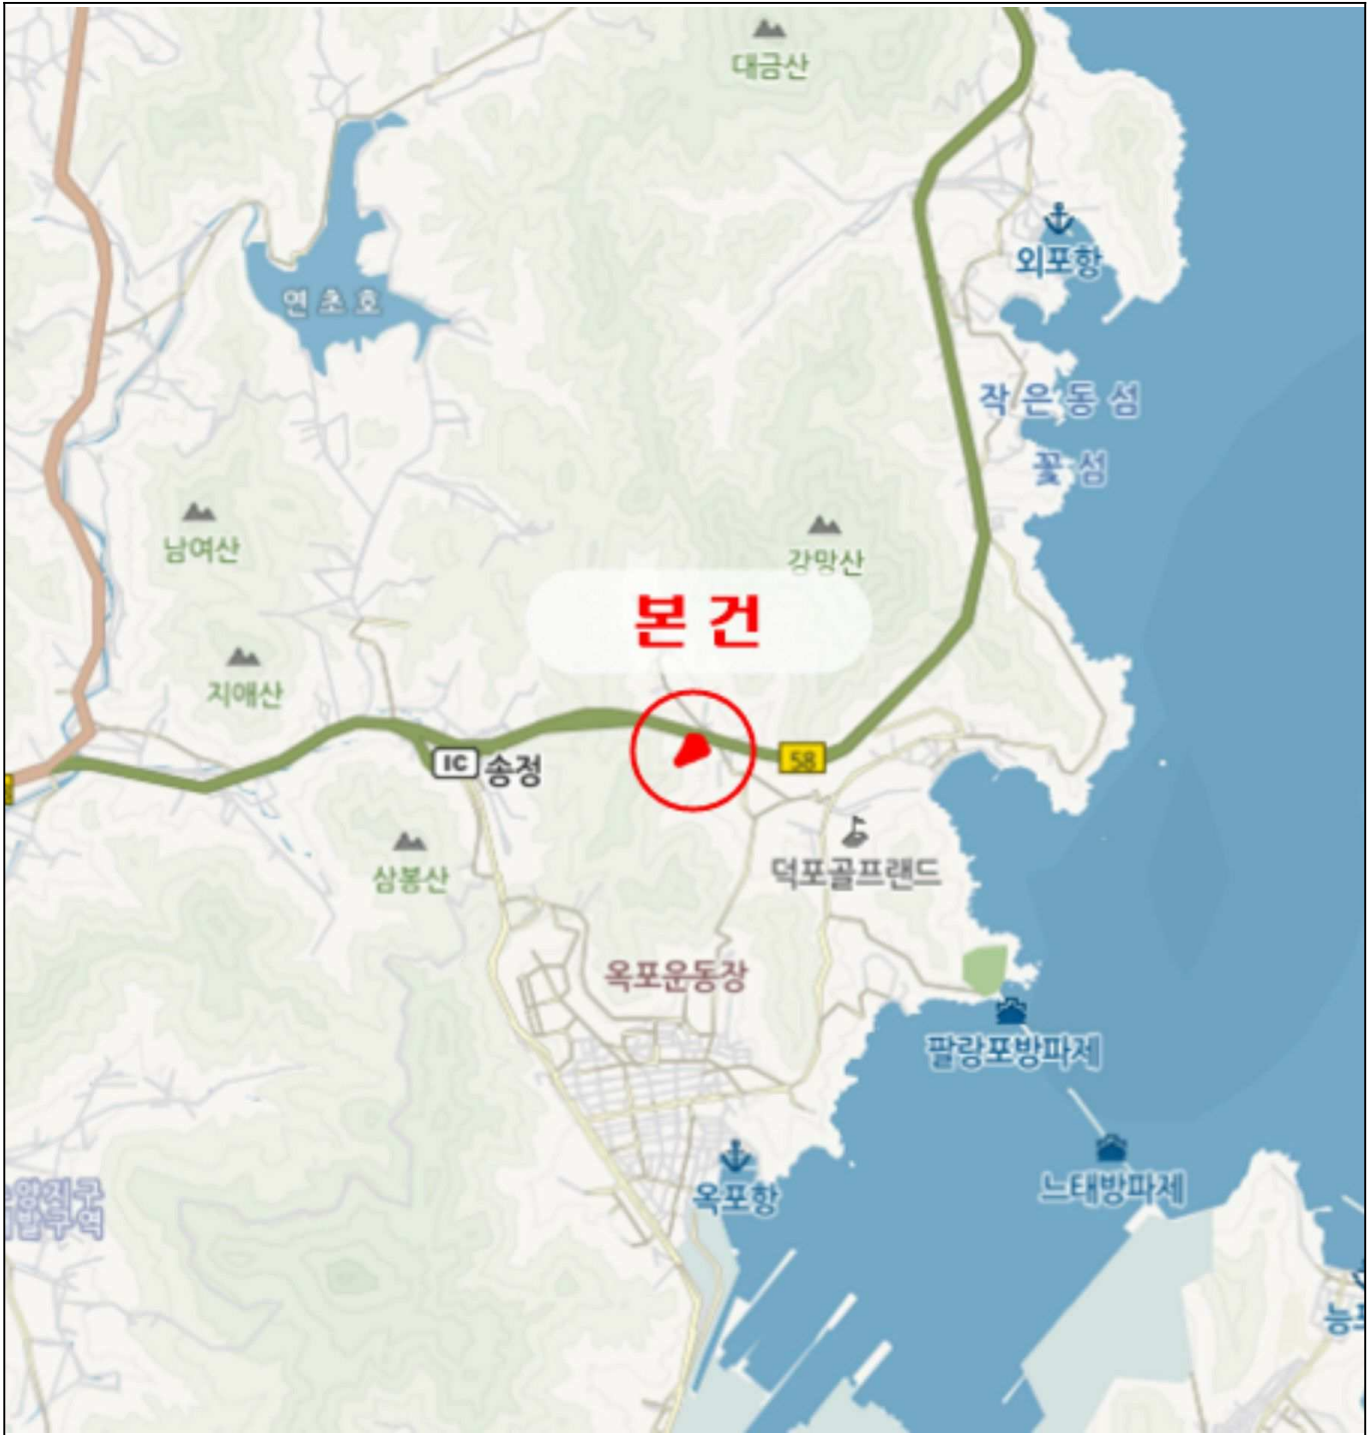 대금산
외포항
연 초 호
작 은 동 섬
꽃 섬
남여산
강망산
본 건
지애산
IC 송정
58
덕포골프랜드
삼봉산
옥포운동장
팔랑포방파제
느태방파제
옥포항